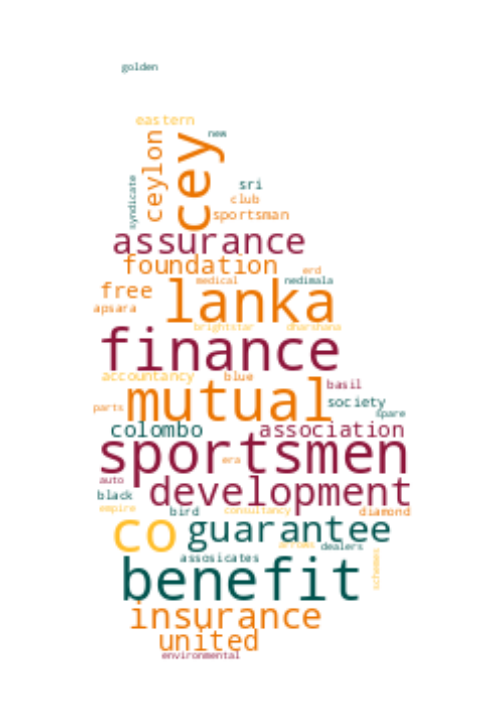 golden
eastern
new
cey
ceylon
syndicate
sri
club
sportsman
assurance
foundation
erd
medical
nedimala
free
lanka
apsara
brightstar
dharshana
finance
accountancy
blue
basil
mutual
society
parts
spare
colombo
association
sportsmen
era
auto
development
black
empire
bird
consultancy
diamond
co
guarantee
arrows
dealers
assosicates
schemes
benefit
insurance
united
environmental